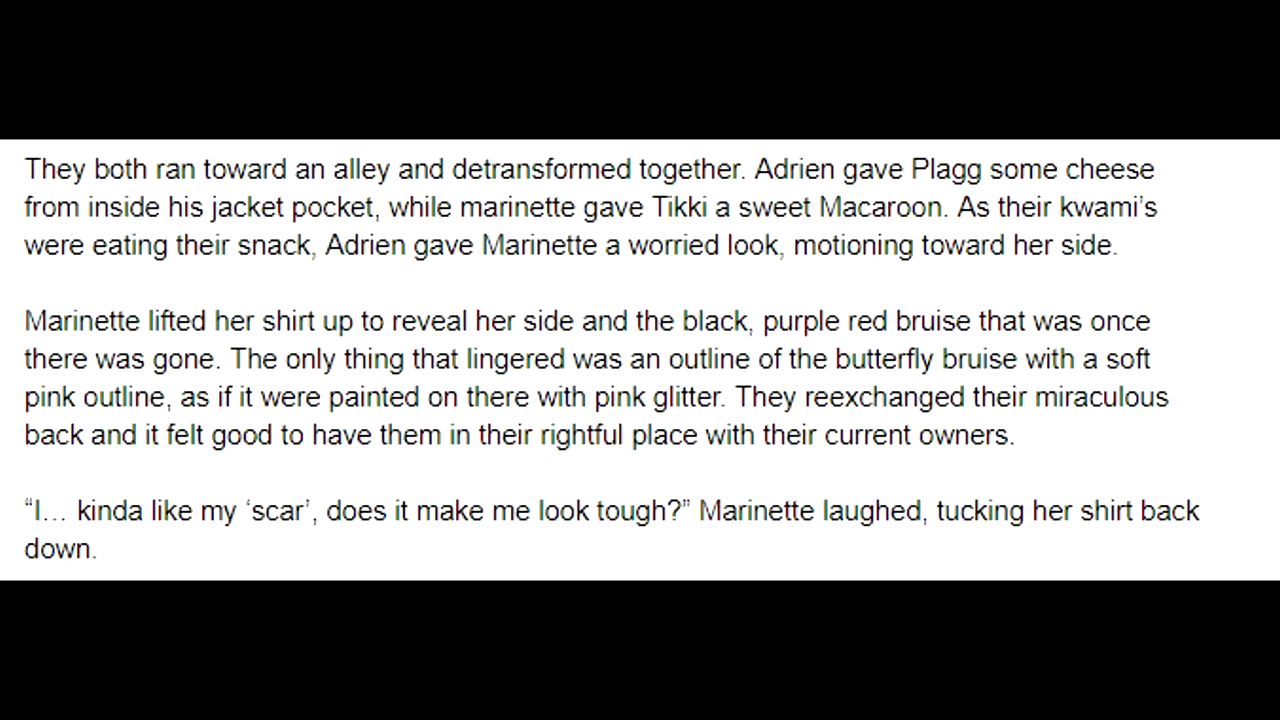 They both ran toward an alley and detransformed together. Adrien gave Plagg some cheese
from inside his jacket pocket, while marinette gave Tikki a sweet Macaroon. As their kwami's
were eating their snack, Adrien gave Marinette a worried look, motioning toward her side.
Marinette lifted her shirt up to reveal her side and the black, purple red bruise that was once
there was gone. The only thing that lingered was an outline of the butterfly bruise with a soft
pink outline, as if it were painted on there with pink glitter. They reexchanged their miraculous
back and it felt good to have them in their rightful place with their current owners.
“I… kinda like my ‘scar’, does it make me look tough?” Marinette laughed, tucking her shirt back
down.